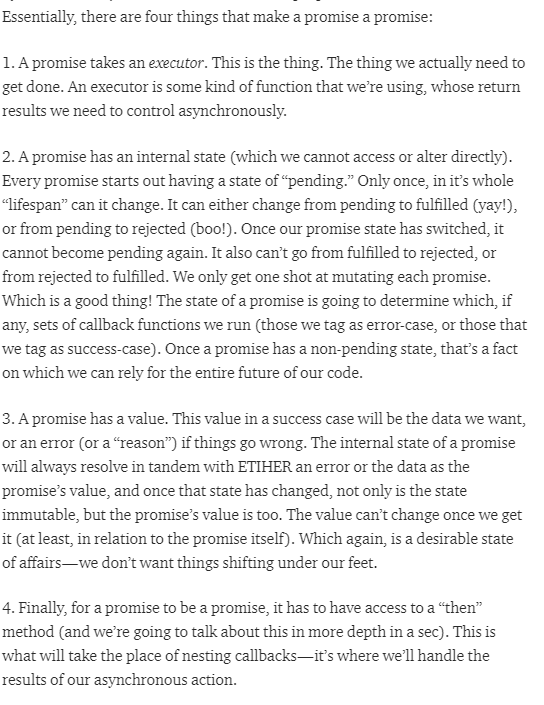 Essentially, there are four things that make a promise a promise:
1. A promise takes an executor. This is the thing. The thing we actually need to
get done. An executor is some kind of function that we're using, whose return
results we need to control asynchronously.
2. A promise has an internal state (which we cannot access or alter directly).
Every promise starts out having a state of “pending.” Only once, in it's whole
“lifespan” can it change. It can either change from pending to fulfilled (yay!),
or from pending to rejected (boo!). Once our promise state has switched, it
cannot become pending again. It also can't go from fulfilled to rejected, or
from rejected to fulfilled. We only get one shot at mutating each promise.
Which is a good thing! The state of a promise is going to determine which, if
any, sets of callback functions we run (those we tag as error-case, or those that
we tag as success-case). Once a promise has a non-pending state, that's a fact
on which we can rely for the entire future of our code.
3. A promise has a value. This value in a success case will be the data we want,
or an error (or a “reason”) if things go wrong. The internal state of a promise
will always resolve in tandem with ETIHER an error or the data as the
promise's value, and once that state has changed, not only is the state
immutable, but the promise's value is too. The value can't change once we get
it (at least, in relation to the promise itself). Which again, is a desirable state
of affairs—we don't want things shifting under our feet.
4. Finally, for a promise to be a promise, it has to have access to a “then”
method (and we're going to talk about this in more depth in a sec). This is
what will take the place of nesting callbacks—it's where we'll handle the
results of our asynchronous action.